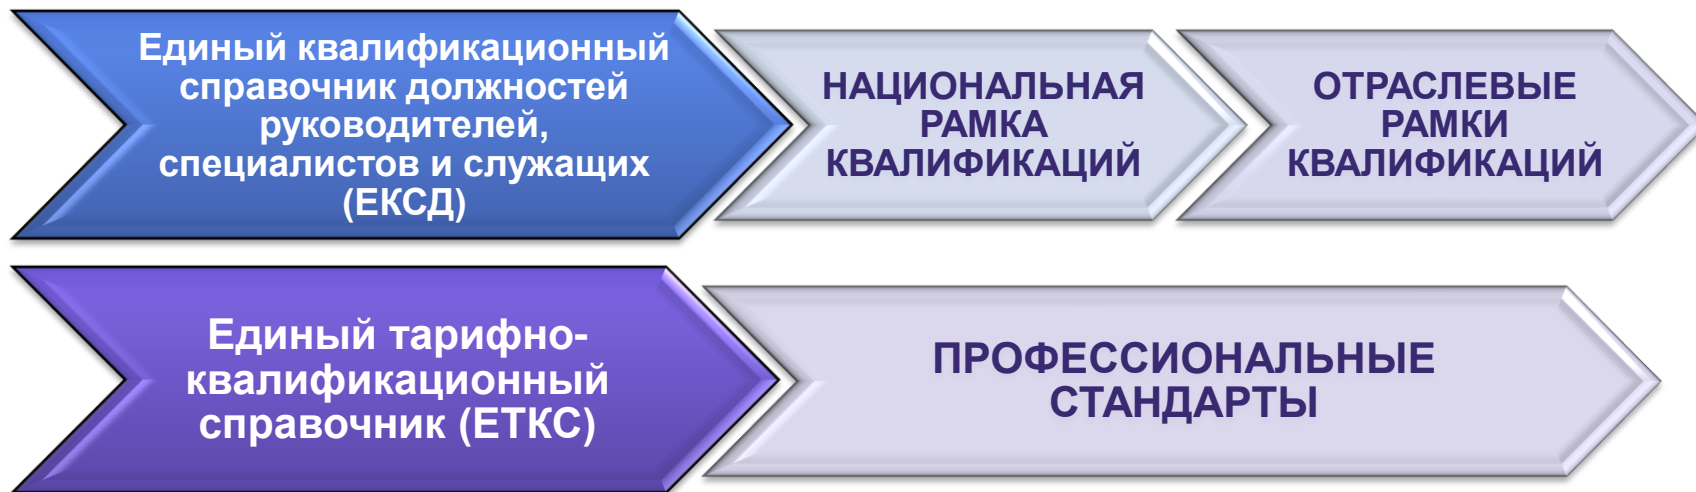 Единый квалификационный
справочник должностей
руководителей,
специалистов и служащих
(ЕКСД)
НАЦИОНАЛЬНАЯ
РАМКА
КВАЛИФИКАЦИЙ
ОТРАСЛЕВЫЕ
РАМКИ
КВАЛИФИКАЦИЙ
Единый тарифно-
квалификационный
справочник (ЕТКС)
ПРОФЕССИОНАЛЬНЫЕ
СТАНДАРТЫ